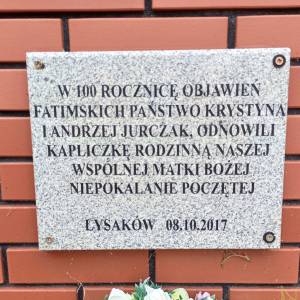 W 100 ROCZNICĘ OBJAWIEŃ
FATIMSKICH PAŃSTWO KRYSTYNA
I ANDRZEJ JURCZAK, ODNOWILI
KAPLICZKĘ RODZINNĄ NASZEJ
WSPÓLNEJ MATKI BOŻEJ
NIEPOKALANIE POCZĘTEJ
ŁYSAKÓW 08.10.2017